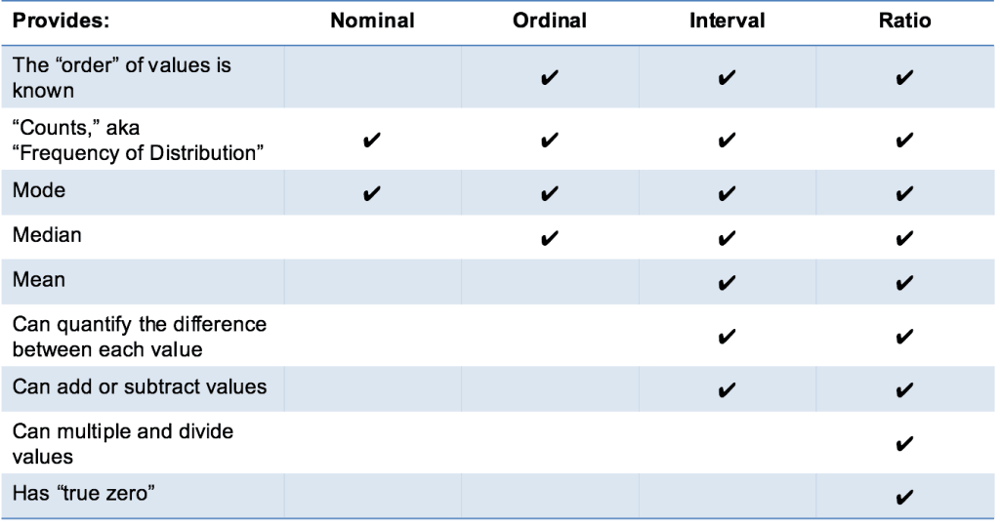 Provides: Nominal Ordinal Interval Ratio
The “order” of values is
known ✔ ✔ ✔
“Counts,” aka
“Frequency of Distribution” ✔ ✔ ✔ ✔
Mode ✔ ✔ ✔ ✔
Median ✔ ✔ ✔
Mean ✔ ✔
Can quantify the difference
between each value ✔ ✔
Can add or subtract values ✔ ✔
Can multiple and divide
values ✔
Has “true zero” ✔